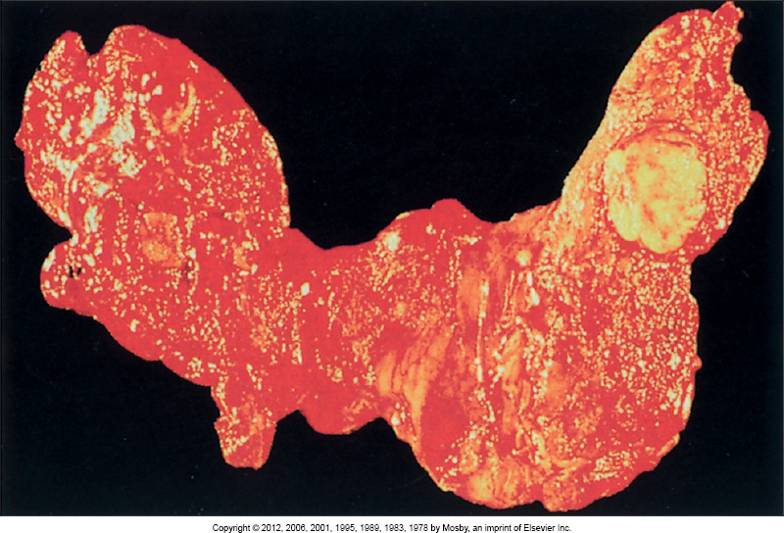 Copyright © 2012, 2006, 2001, 1995, 1989, 1983, 1978 by Mosby, an imprint of Elsevier Inc.